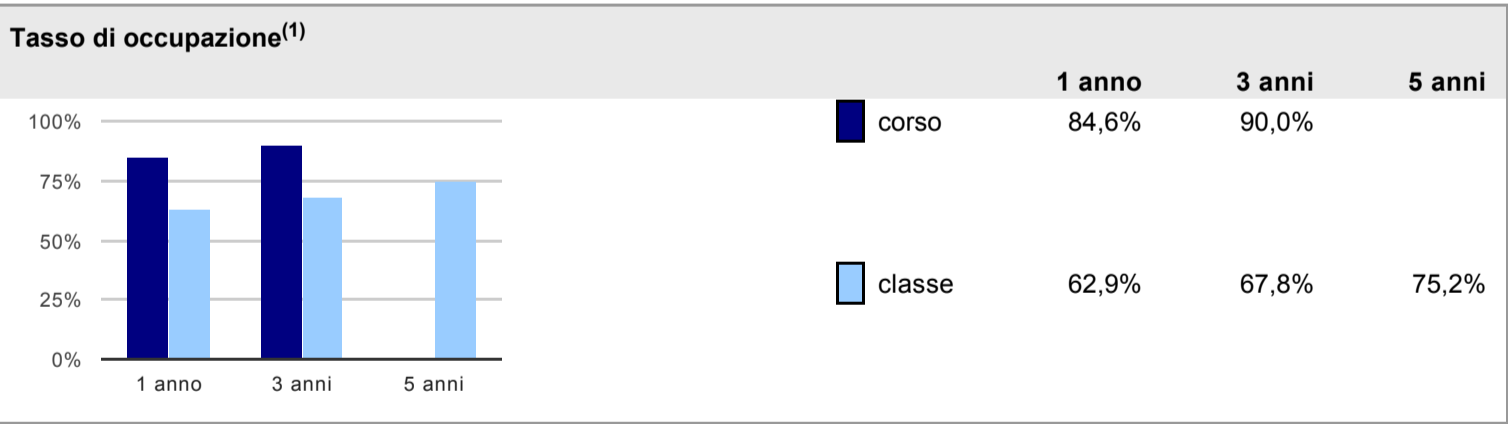 Tasso di occupazione(1)
1 anno 3 anni 5 anni
100%
75%
50%
25%
0%
1 anno 3 anni 5 anni
corso 84,6% 90,0%
classe 62,9% 67,8% 75,2%